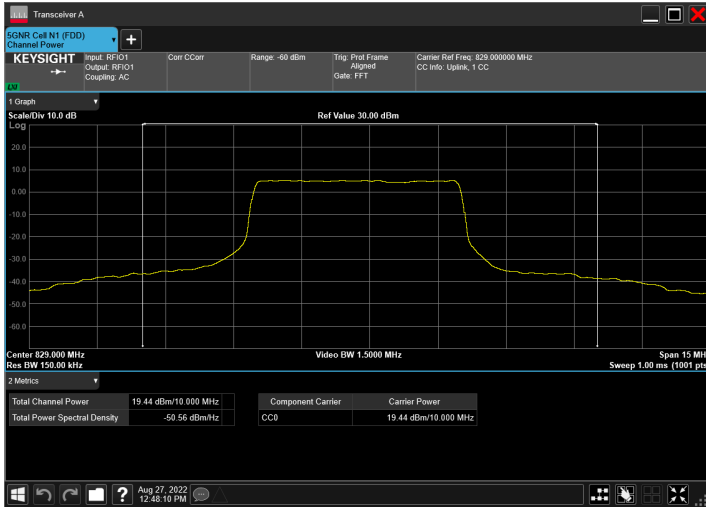 Transceiver A
5GNR Cell N1 (FDD)
Channel Power
KEYSIGHT
LXI
Input: RFIO1
Output: RFIO1
Coupling: AC
Corr CCorr
Range: -60 dBm
Trig: Prot Frame
Aligned
Gate: FFT
Carrier Ref Freq: 829.000000 MHz
CC Info: Uplink, 1 CC
1 Graph
Scale/Div 10.0 dB
Ref Value 30.00 dBm
Log
20.0
10.0
0.00
-10.0
-20.0
-30.0
-40.0
-50.0
-60.0
Center 829.000 MHz
Video BW 1.5000 MHz
Span 15 MH
Res BW 150.00 kHz
Sweep 1.00 ms (1001 pts
2 Metrics
Total Channel Power 19.44 dBm/10.000 MHz
Total Power Spectral Density -50.56 dBm/Hz
Component Carrier Carrier Power
CC0 19.44 dBm/10.000 MHz
?
Aug 27, 2022
12:48:10 PM